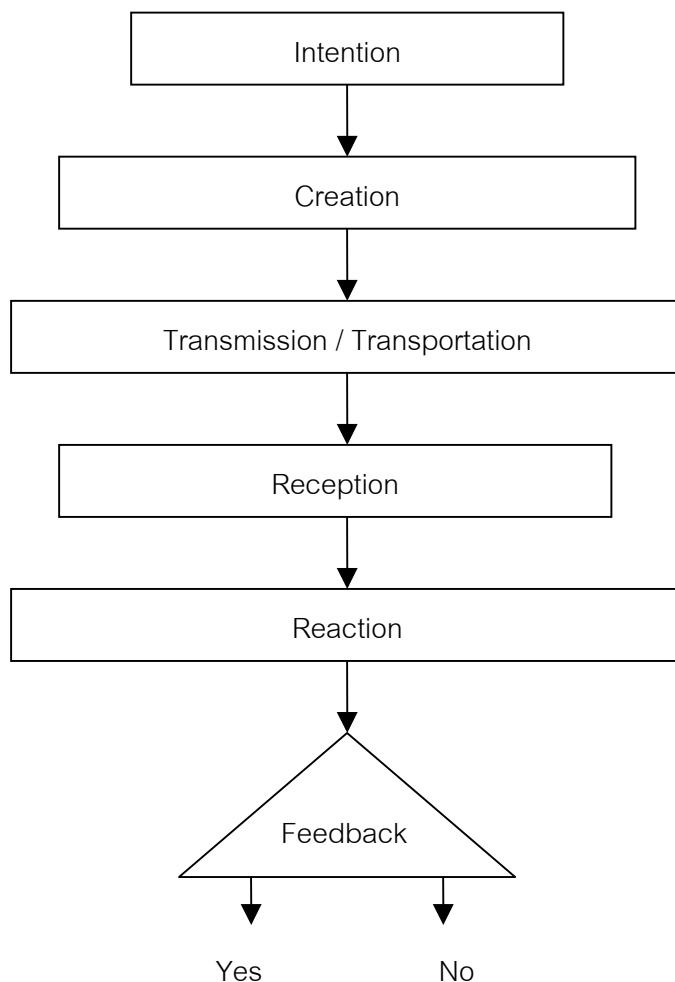 Intention
Creation
Transmission / Transportation
Reception
Reaction
Feedback
Yes No